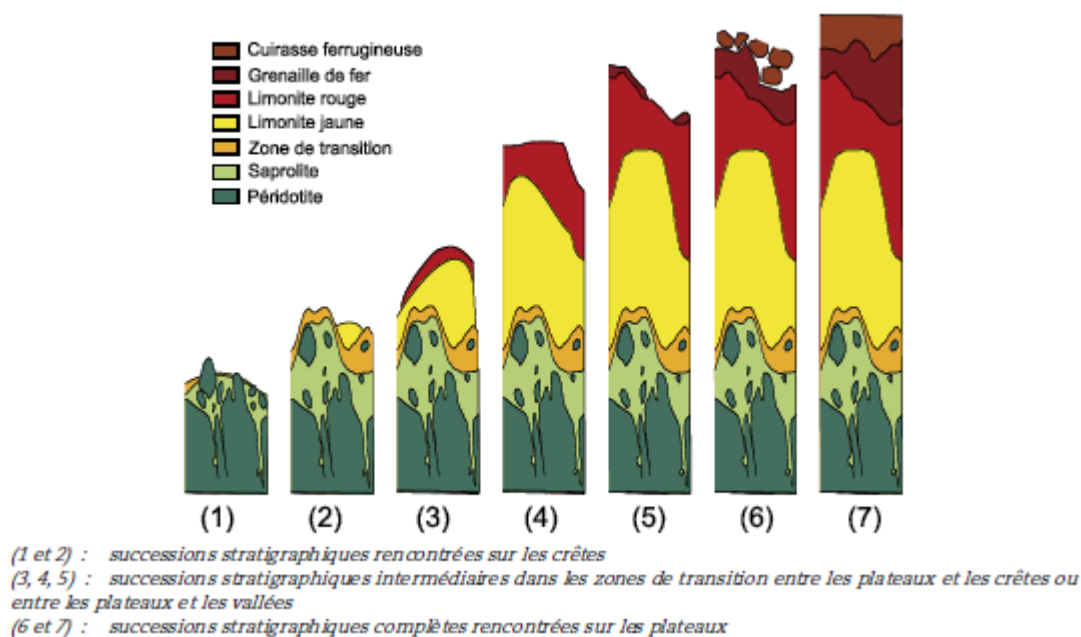 Cuirasse ferrugineuse
Grenaille de fer
Limonite rouge
Limonite jaune
Zone de transition
Saprolite
Péridotite
(1) (2) (3) (4) (5) (6) (7)
(1 et 2) : successions stratigraphiques rencontrées sur les crêtes
(3, 4, 5) : successions stratigraphiques intermédiaires dans les zones de transition entre les plateaux et les crêtes ou
entre les plateaux et les vallées
(6 et 7) : successions stratigraphiques complètes rencontrées sur les plateaux